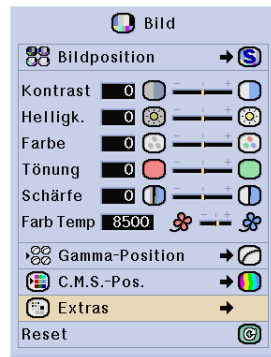 Bild
Bildposition S
Kontrast 0
Helligk. 0
Farbe 0
Tönung 0
Schärfe 0
Farb Temp 8500
Gamma-Position
C.M.S.-Pos.
Extras
Reset